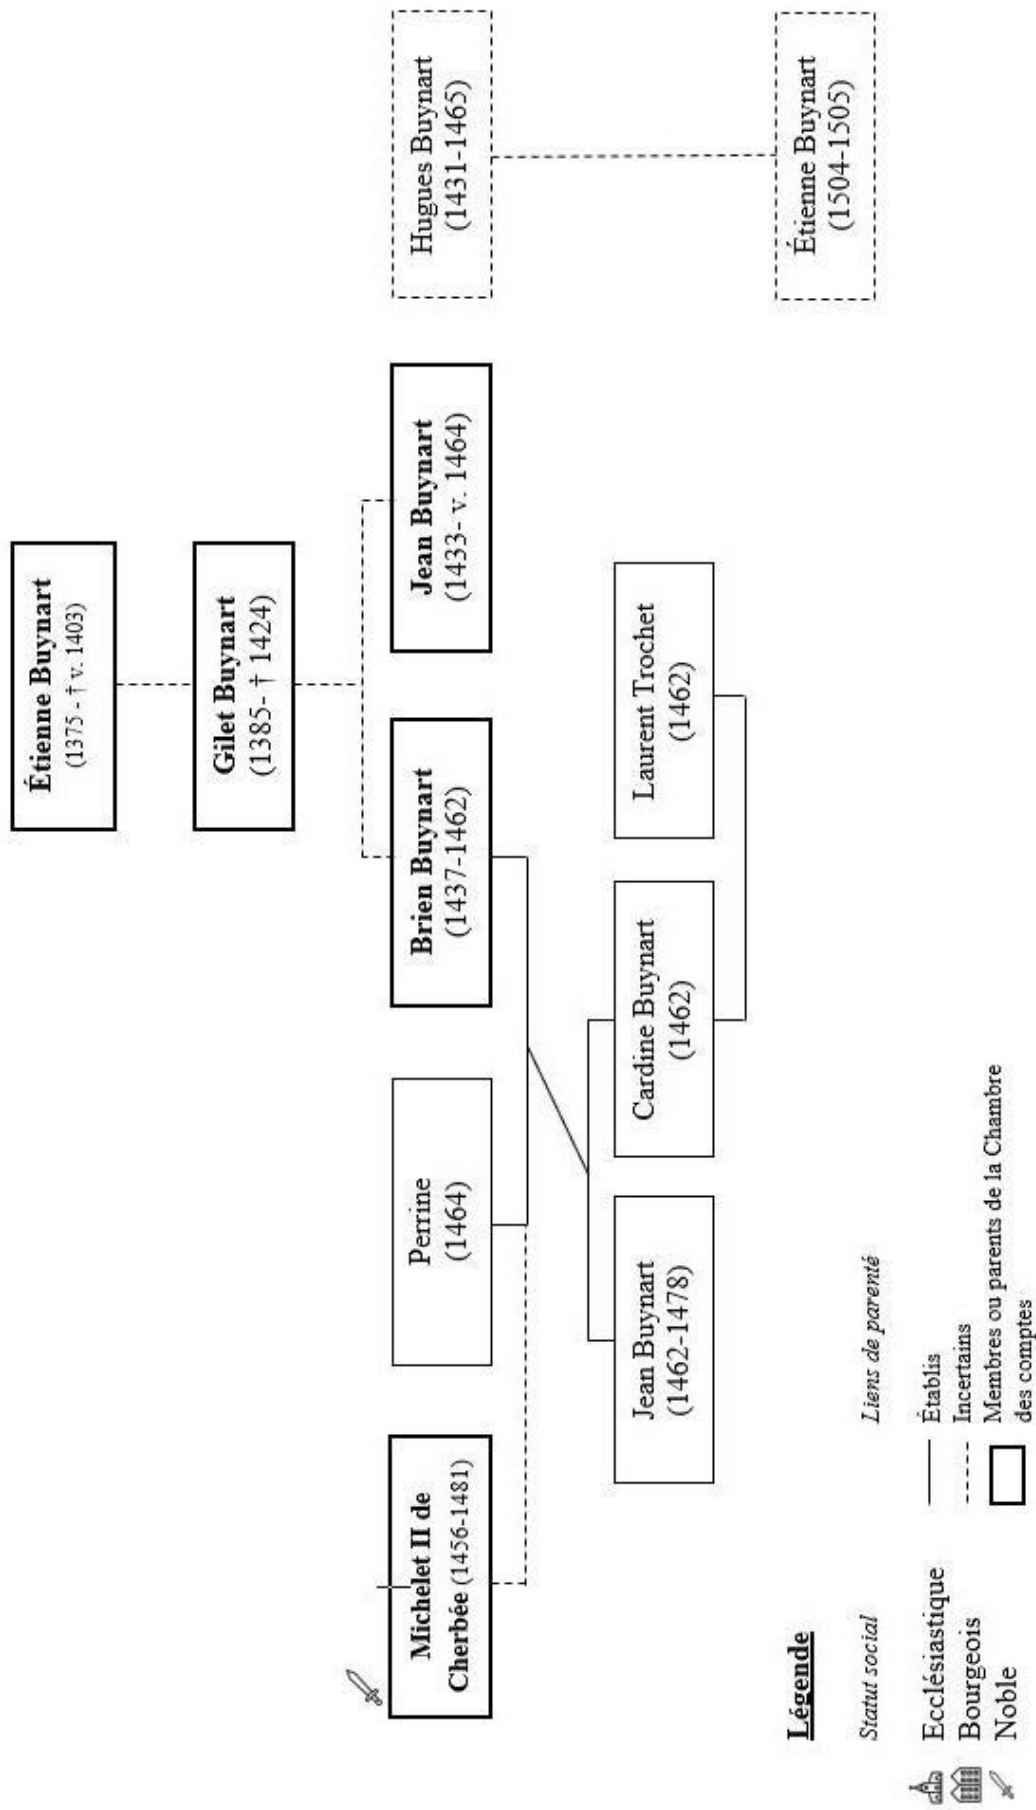 Étienne Buynart
(1375 - † v. 1403)
Gilet Buynart
(1385- † 1424)
Michelet II de
Cherbée (1456-1481)
Perrine
(1464)
Brien Buynart
(1437-1462)
Jean Buynart
(1433- v. 1464)
Hugues Buynart
(1431-1465)
Jean Buynart
(1462-1478)
Cardine Buynart
(1462)
Laurent Trochet
(1462)
Étienne Buynart
(1504-1505)
Légende
Statut social
Ecclésiastique
Bourgeois
Noble
Liens de parenté
Établis
Incertains
Membres ou parents de la Chambre
des comptes